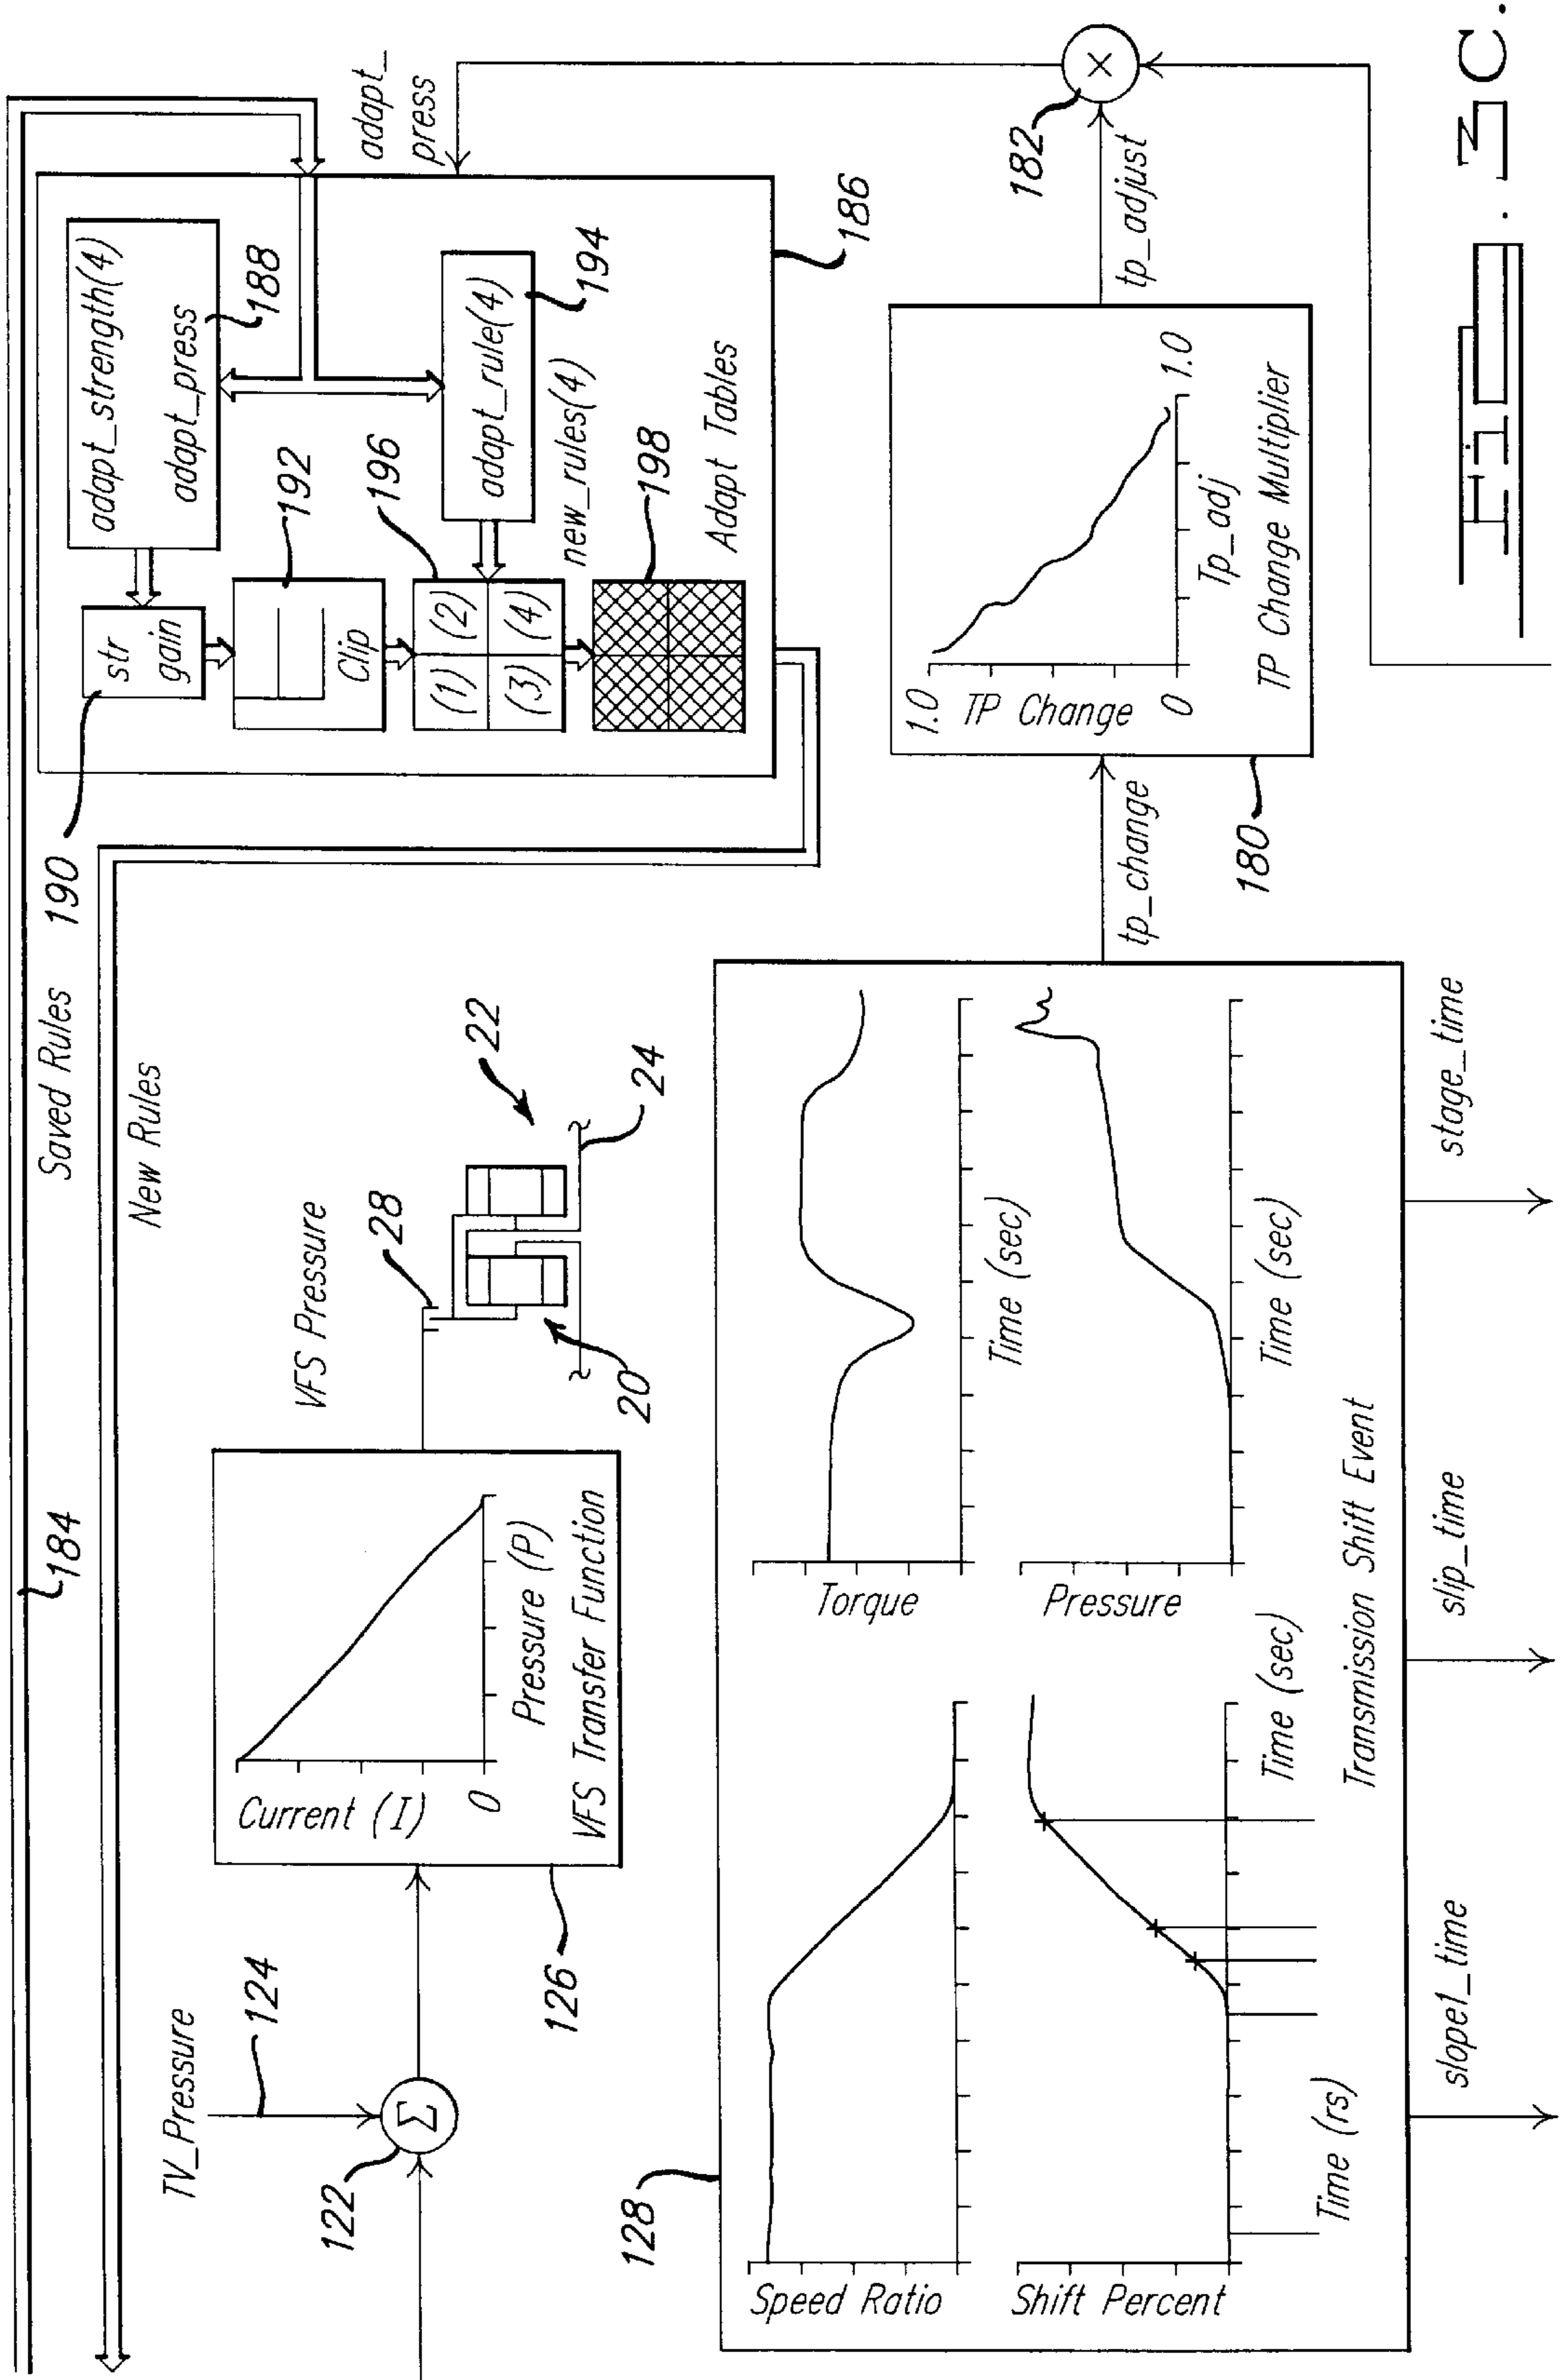 184
Saved Rules
190
New Rules
TV_Pressure
124
122
Σ
Current (I)
0
Pressure (P)
VFS Transfer Function
126
VFS Pressure
28
22
24
20
adapt_strength(4)
adapt_press
188
str
gain
192
Clip
196
(1) (2)
(3) (4)
adapt_rule(4)
194
new_rules(4)
198
Adapt Tables
186
adapt_
press
128
Speed Ratio
Torque
Time (sec)
Shift Percent
Time (sec)
Pressure
Time (sec)
Time (rs)
Transmission Shift Event
slope1_time
slip_time
stage_time
tp_change
1.0
TP Change
0
Tp_adj
1.0
TP Change Multiplier
180
tp_adjust
182
×
FIG. 3C.